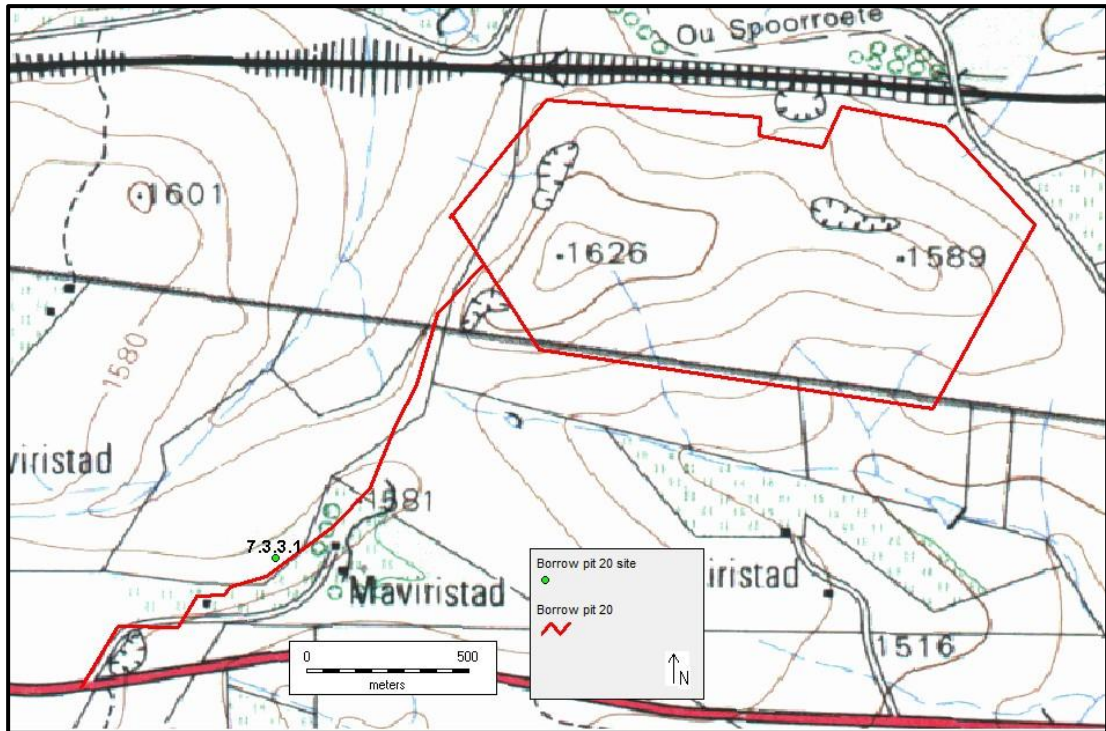 Ou Spoorroete
1601
1626
1589
1580
viristad
1581
7.3.3.1
Maviristad
iristad
1516
Borrow pit 20 site
Borrow pit 20
N
0 500
meters